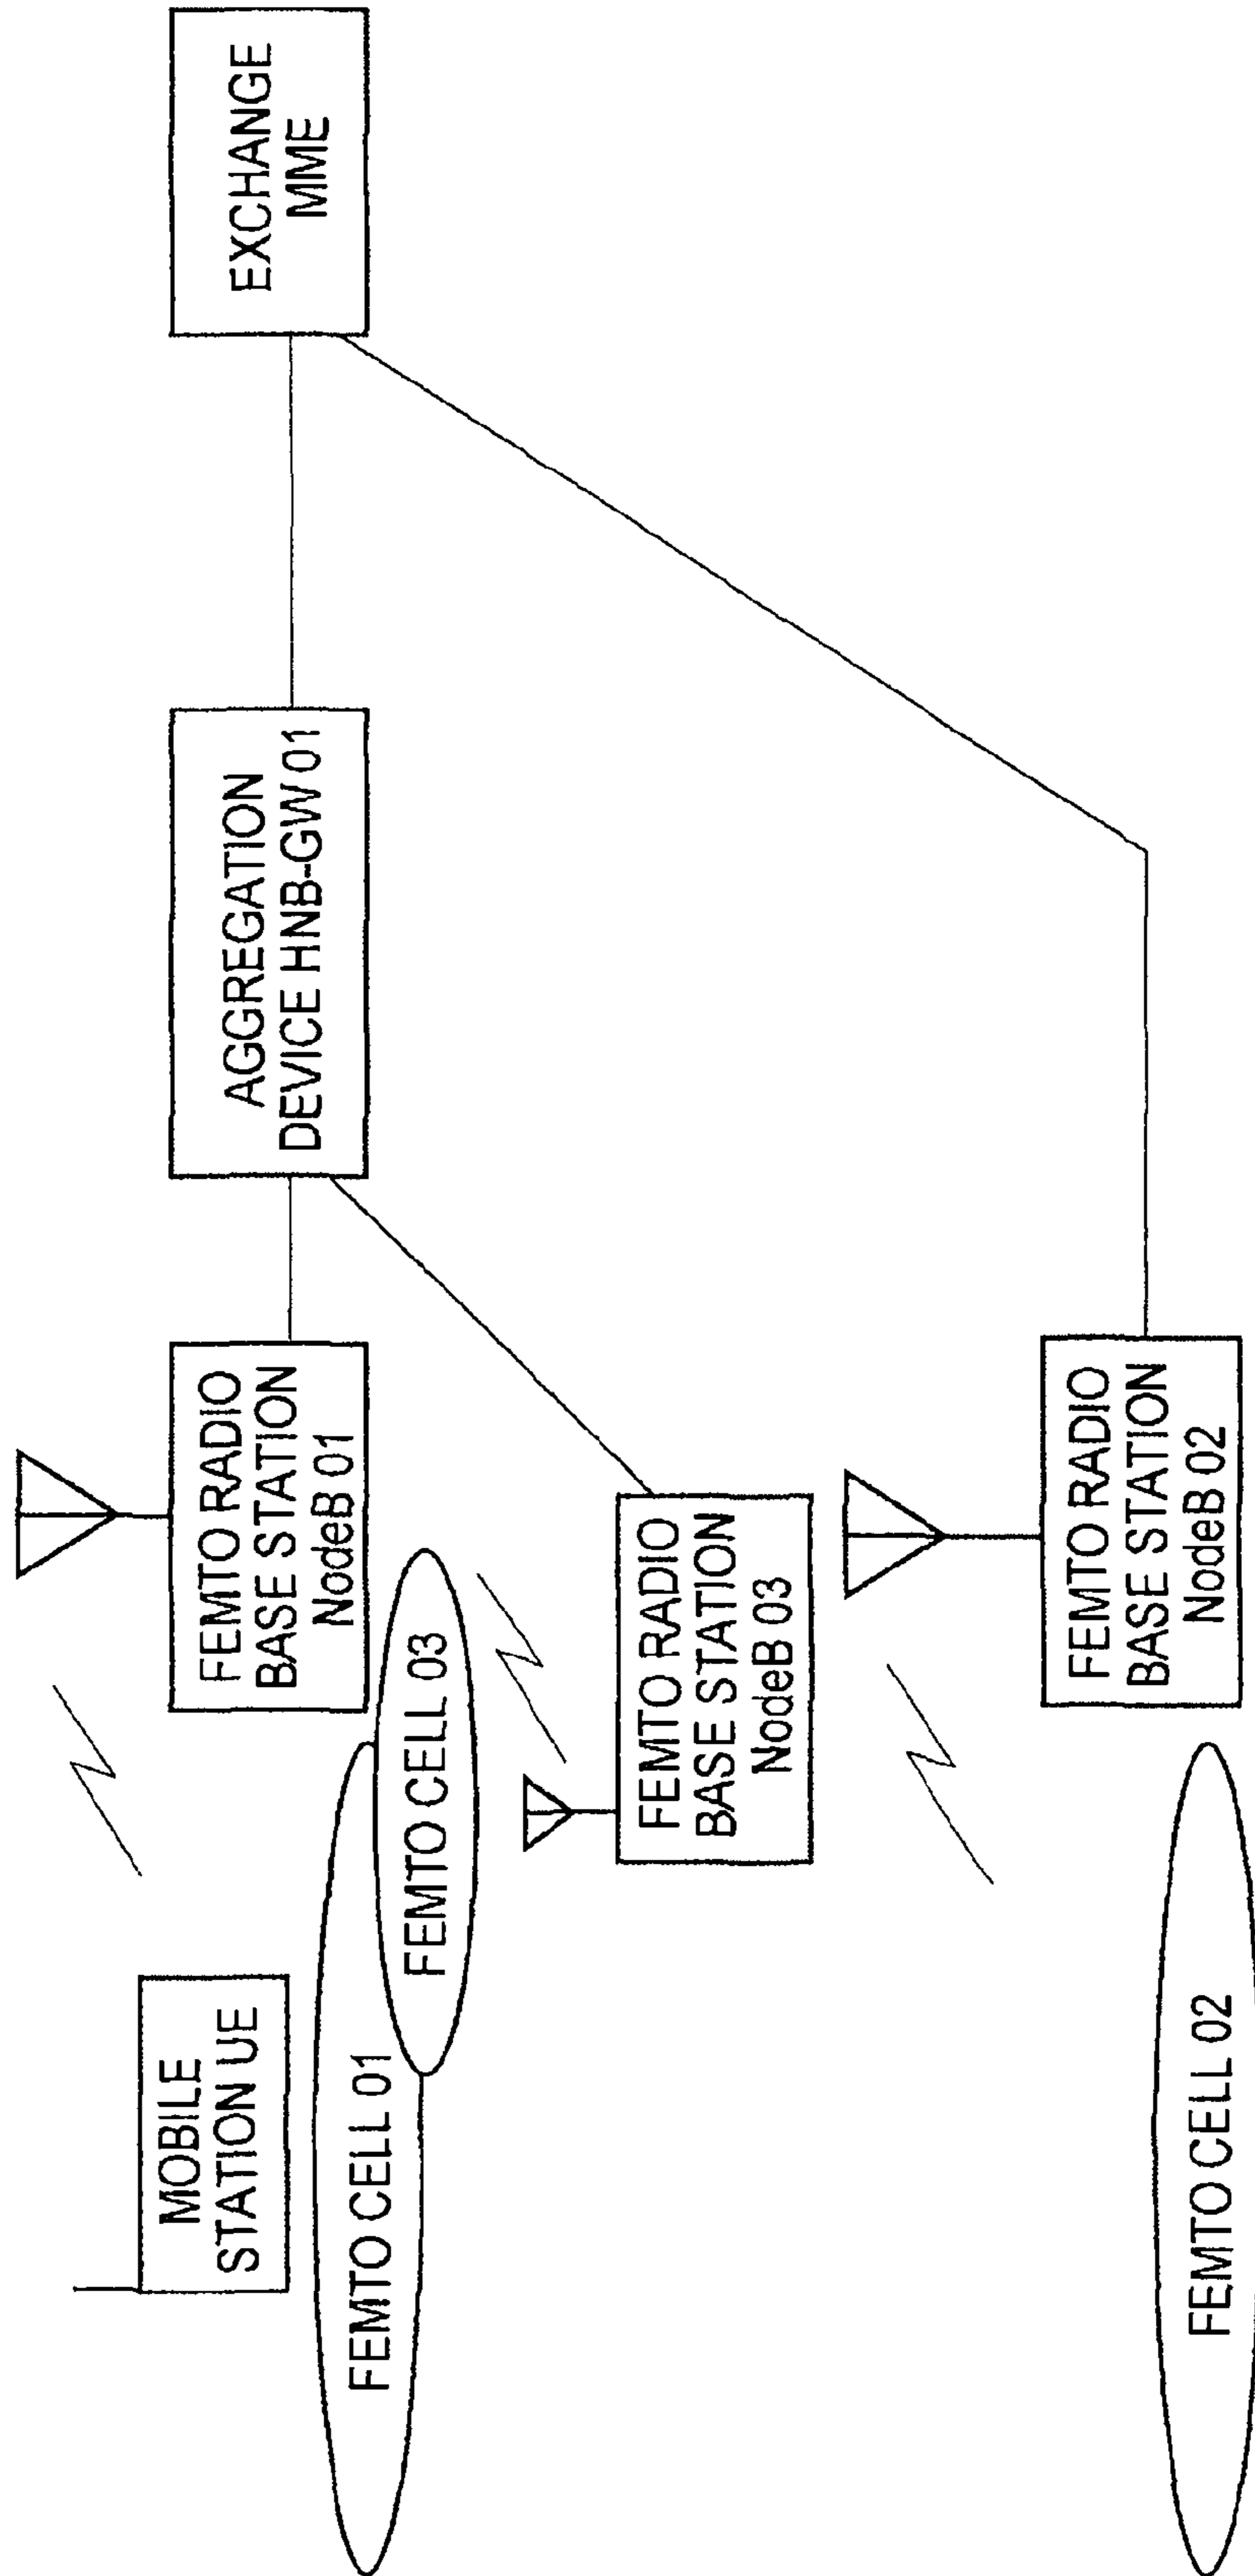 MOBILE
STATION UE
FEMTO CELL 01
FEMTO CELL 03
FEMTO RADIO
BASE STATION
NodeB 01
AGGREGATION
DEVICE HNB-GW 01
EXCHANGE
MME
FEMTO RADIO
BASE STATION
NodeB 03
FEMTO CELL 02
FEMTO RADIO
BASE STATION
NodeB 02